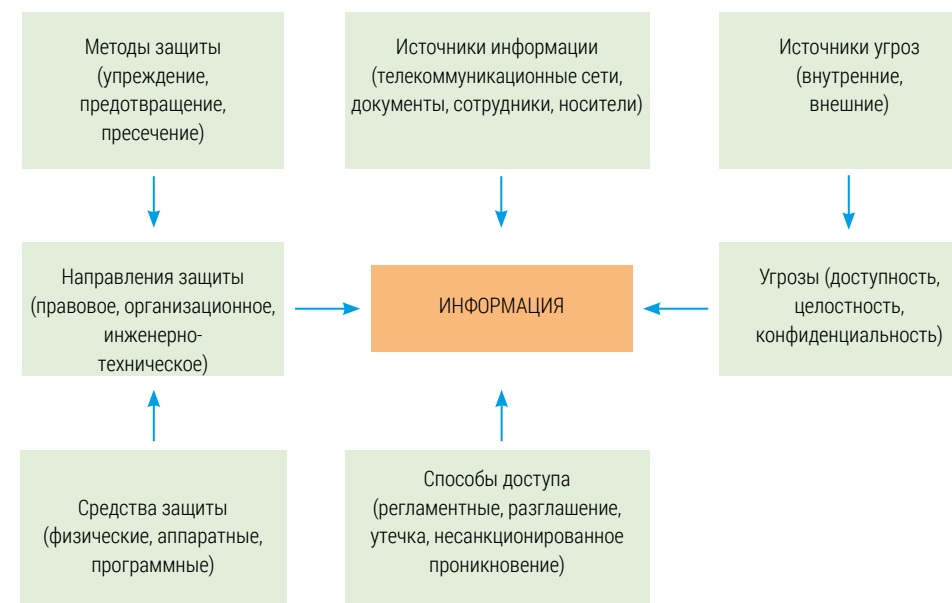 Методы защиты
(упреждение,
предотвращение,
пресечение)
Источники информации
(телекоммуникационные сети,
документы, сотрудники, носители)
Источники угроз
(внутренние,
внешние)
Направления защиты
(правовое, организационное,
инженерно-
техническое)
ИНФОРМАЦИЯ
Угрозы (доступность,
целостность,
конфиденциальность)
Средства защиты
(физические, аппаратные,
программные)
Способы доступа
(регламентные, разглашение,
утечка, несанкционированное
проникновение)